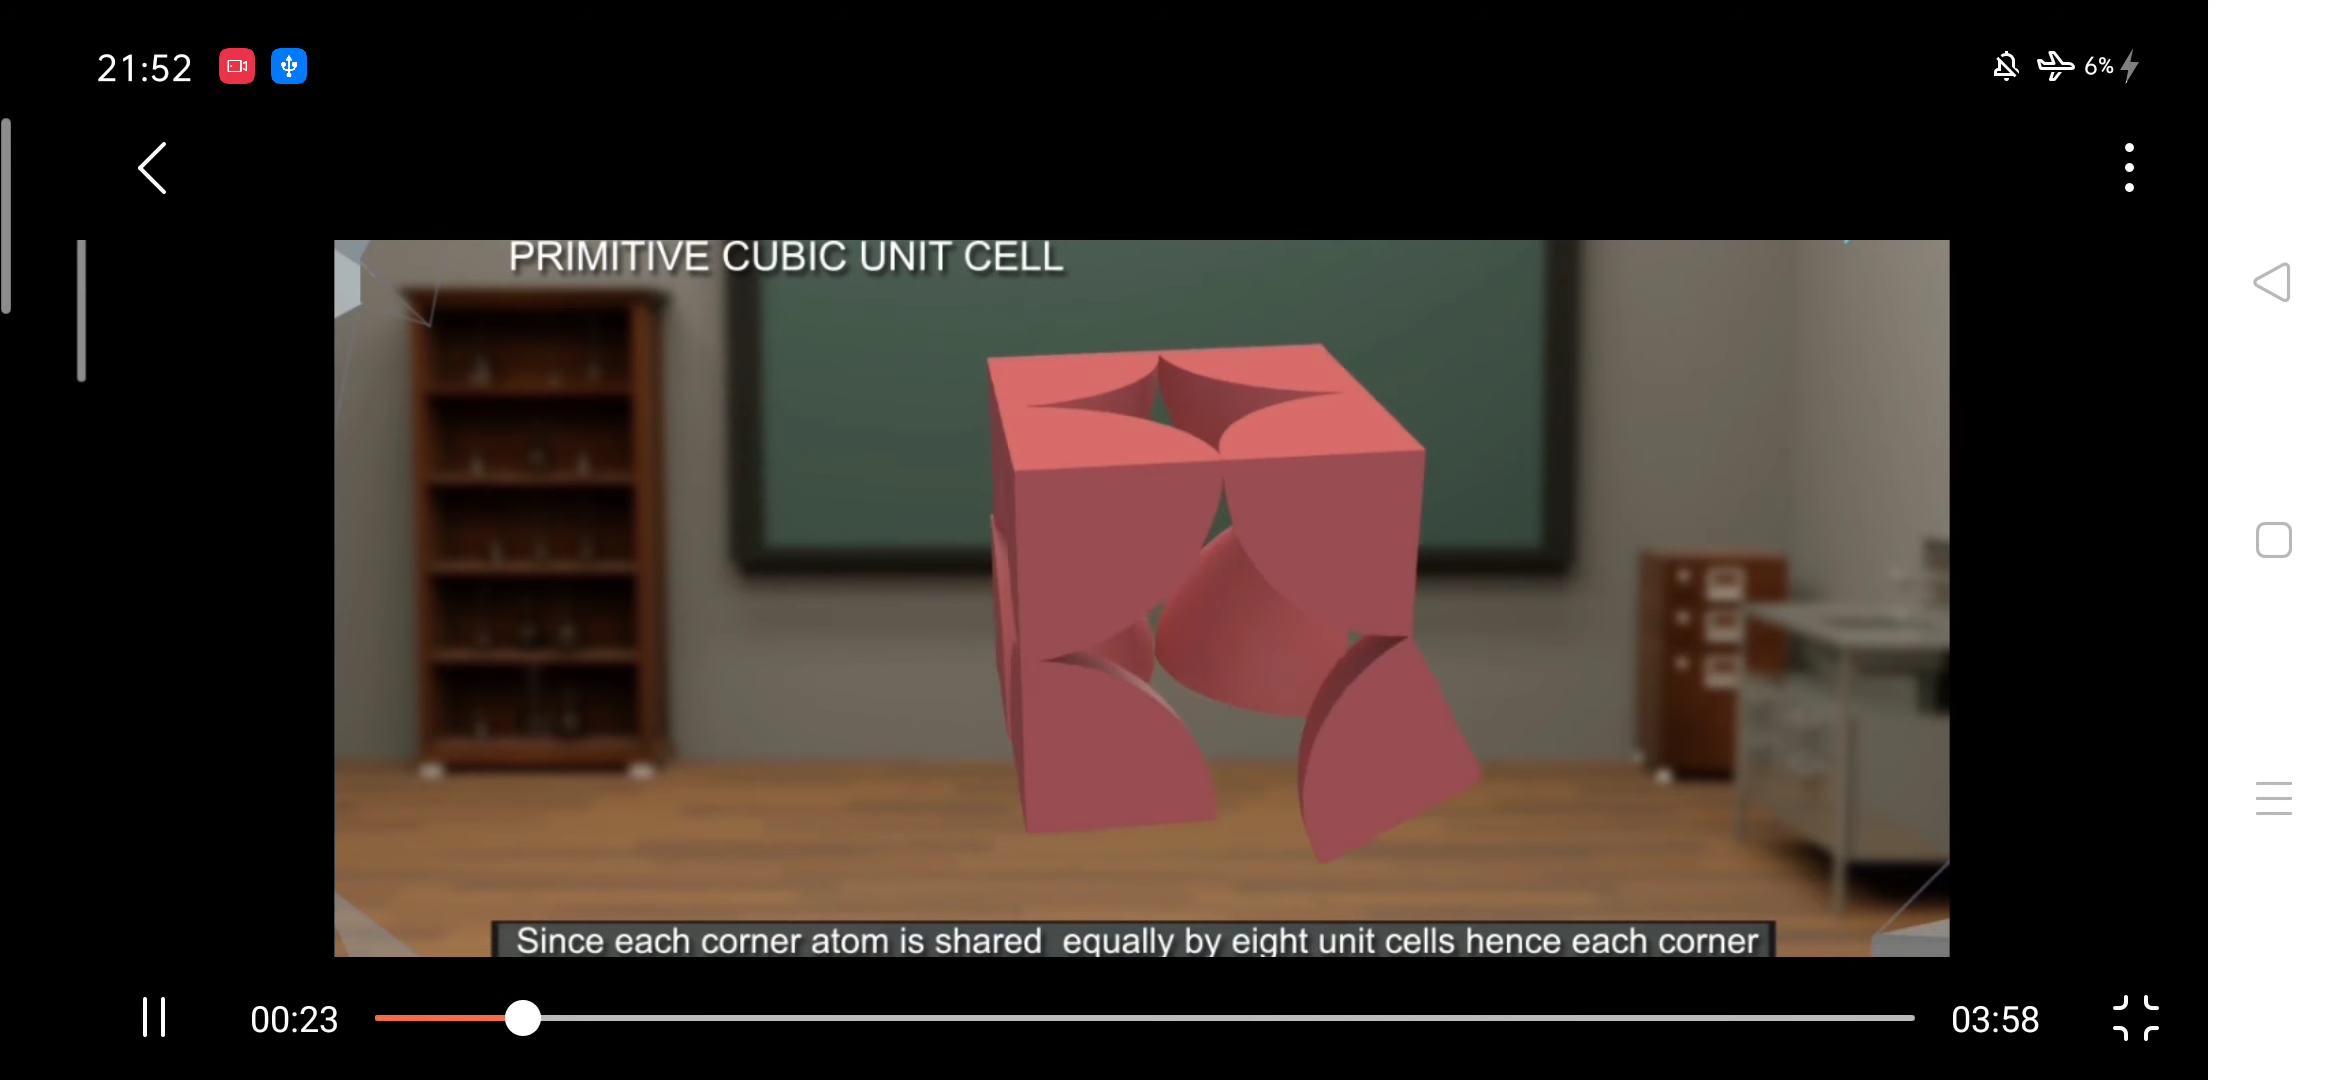 21:52
6%
PRIMITIVE CUBIC UNIT CELL
Since each corner atom is shared  equally by eight unit cells hence each corner
00:23
03:58